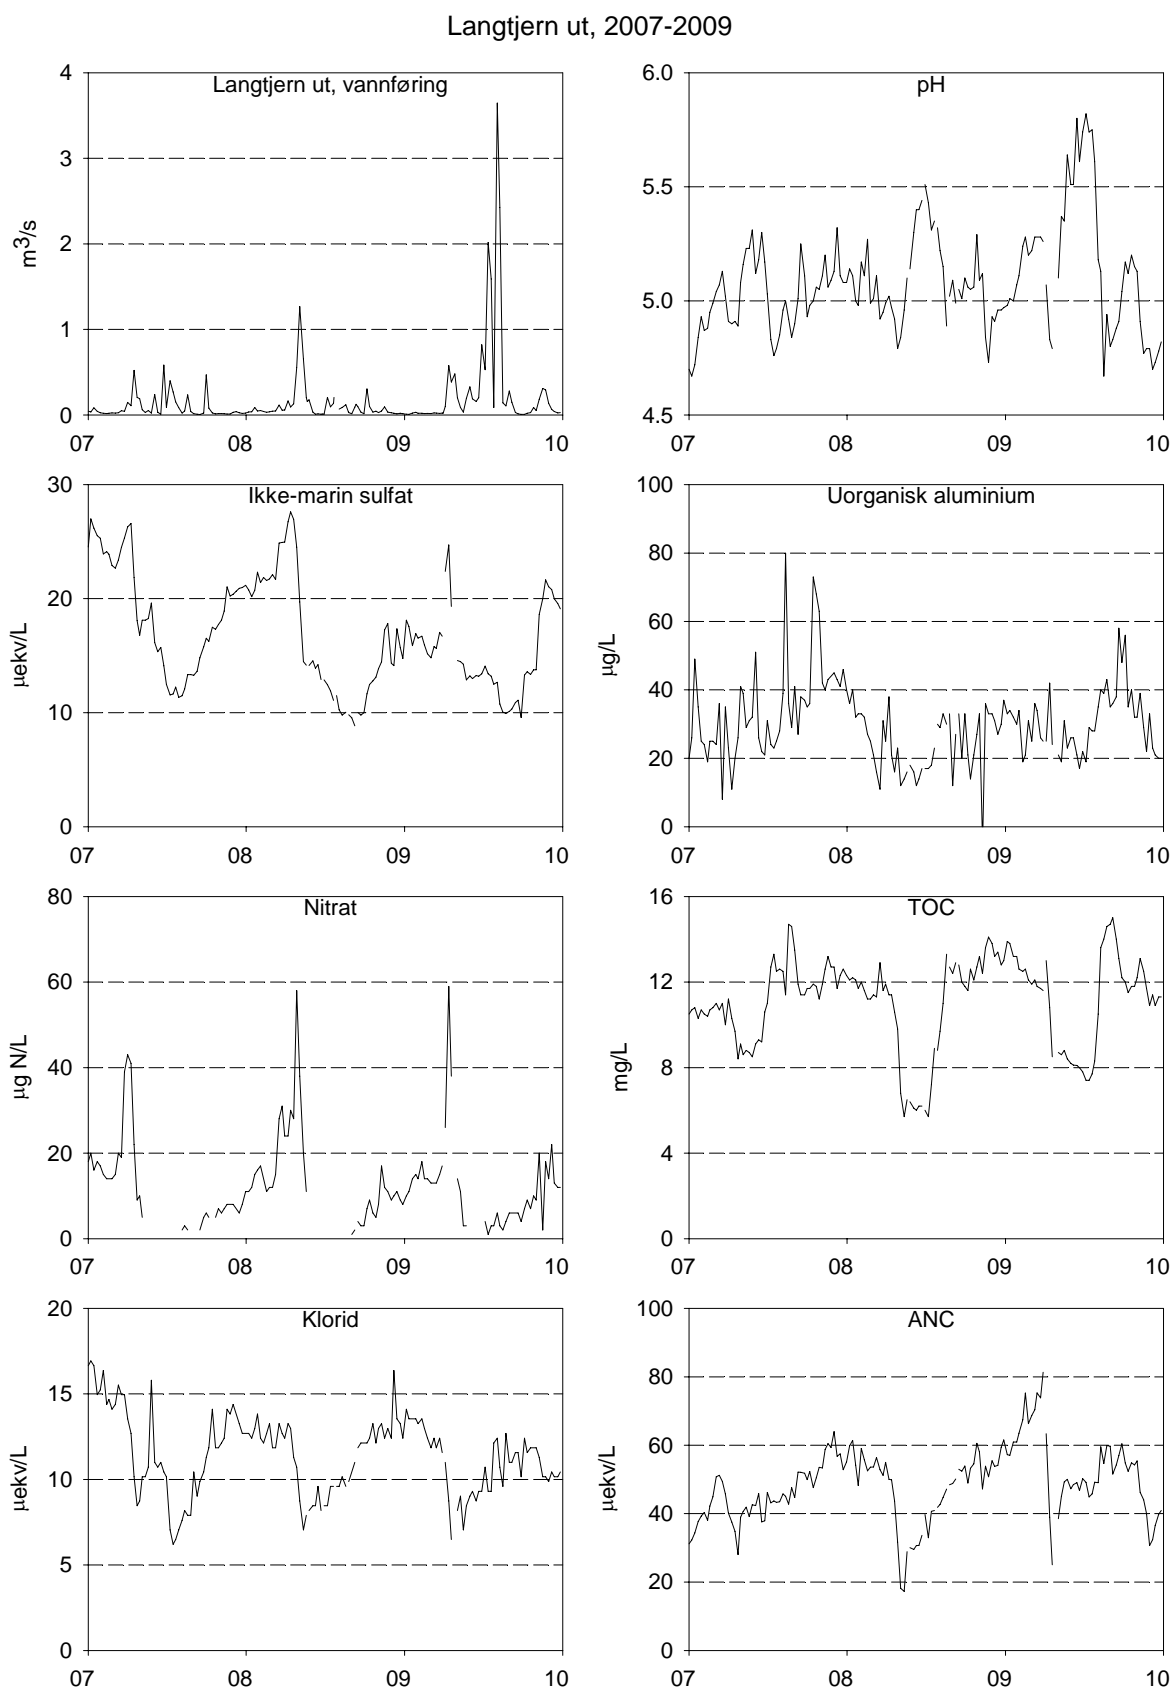 Langtjern ut, 2007-2009
Langtjern ut, vannføring
m3/s
4
3
2
1
0
07 08 09 10
pH
6.0
5.5
5.0
4.5
07 08 09 10
Ikke-marin sulfat
µekv/L
30
20
10
0
07 08 09 10
Uorganisk aluminium
µg/L
100
80
60
40
20
0
07 08 09 10
Nitrat
µg N/L
80
60
40
20
0
07 08 09 10
TOC
mg/L
16
12
8
4
0
07 08 09 10
Klorid
µekv/L
20
15
10
5
0
07 08 09 10
ANC
µekv/L
100
80
60
40
20
0
07 08 09 10